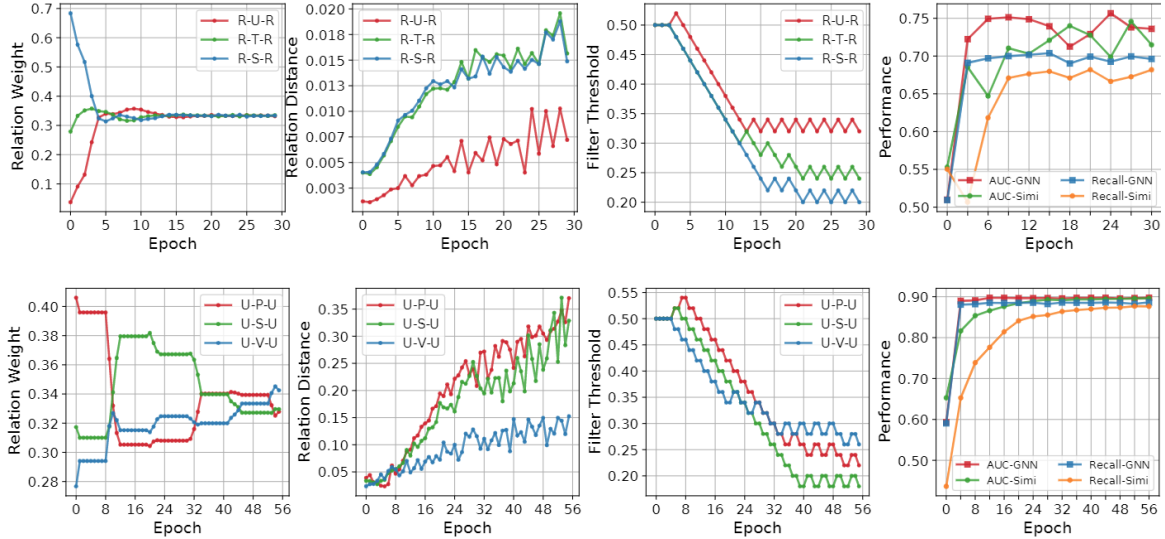 Relation Weight
0.7
0.6
0.5
0.4
0.3
0.2
0.1
R-U-R
R-T-R
R-S-R
0 5 10 15 20 25 30
Epoch
Relation Distance
0.020
0.017
0.015
0.013
0.010
0.007
0.005
0.003
R-U-R
R-T-R
R-S-R
0 5 10 15 20 25 30
Epoch
Filter Threshold
0.50
0.45
0.40
0.35
0.30
0.25
0.20
R-U-R
R-T-R
R-S-R
0 5 10 15 20 25 30
Epoch
Performance
0.75
0.70
0.65
0.60
0.55
0.50
AUC-GNN Recall-GNN
AUC-Simi Recall-Simi
0 6 12 18 24 30
Epoch
Relation Weight
0.40
0.38
0.36
0.34
0.32
0.30
0.28
U-P-U
U-S-U
U-V-U
0 8 16 24 32 40 48 56
Epoch
Relation Distance
0.35
0.30
0.25
0.20
0.15
0.10
0.05
U-P-U
U-S-U
U-V-U
0 8 16 24 32 40 48 56
Epoch
Filter Threshold
0.55
0.50
0.45
0.40
0.35
0.30
0.25
0.20
U-P-U
U-S-U
U-V-U
0 8 16 24 32 40 48 56
Epoch
Performance
0.90
0.80
0.70
0.60
0.50
AUC-GNN Recall-GNN
AUC-Simi Recall-Simi
0 8 16 24 32 40 48 56
Epoch